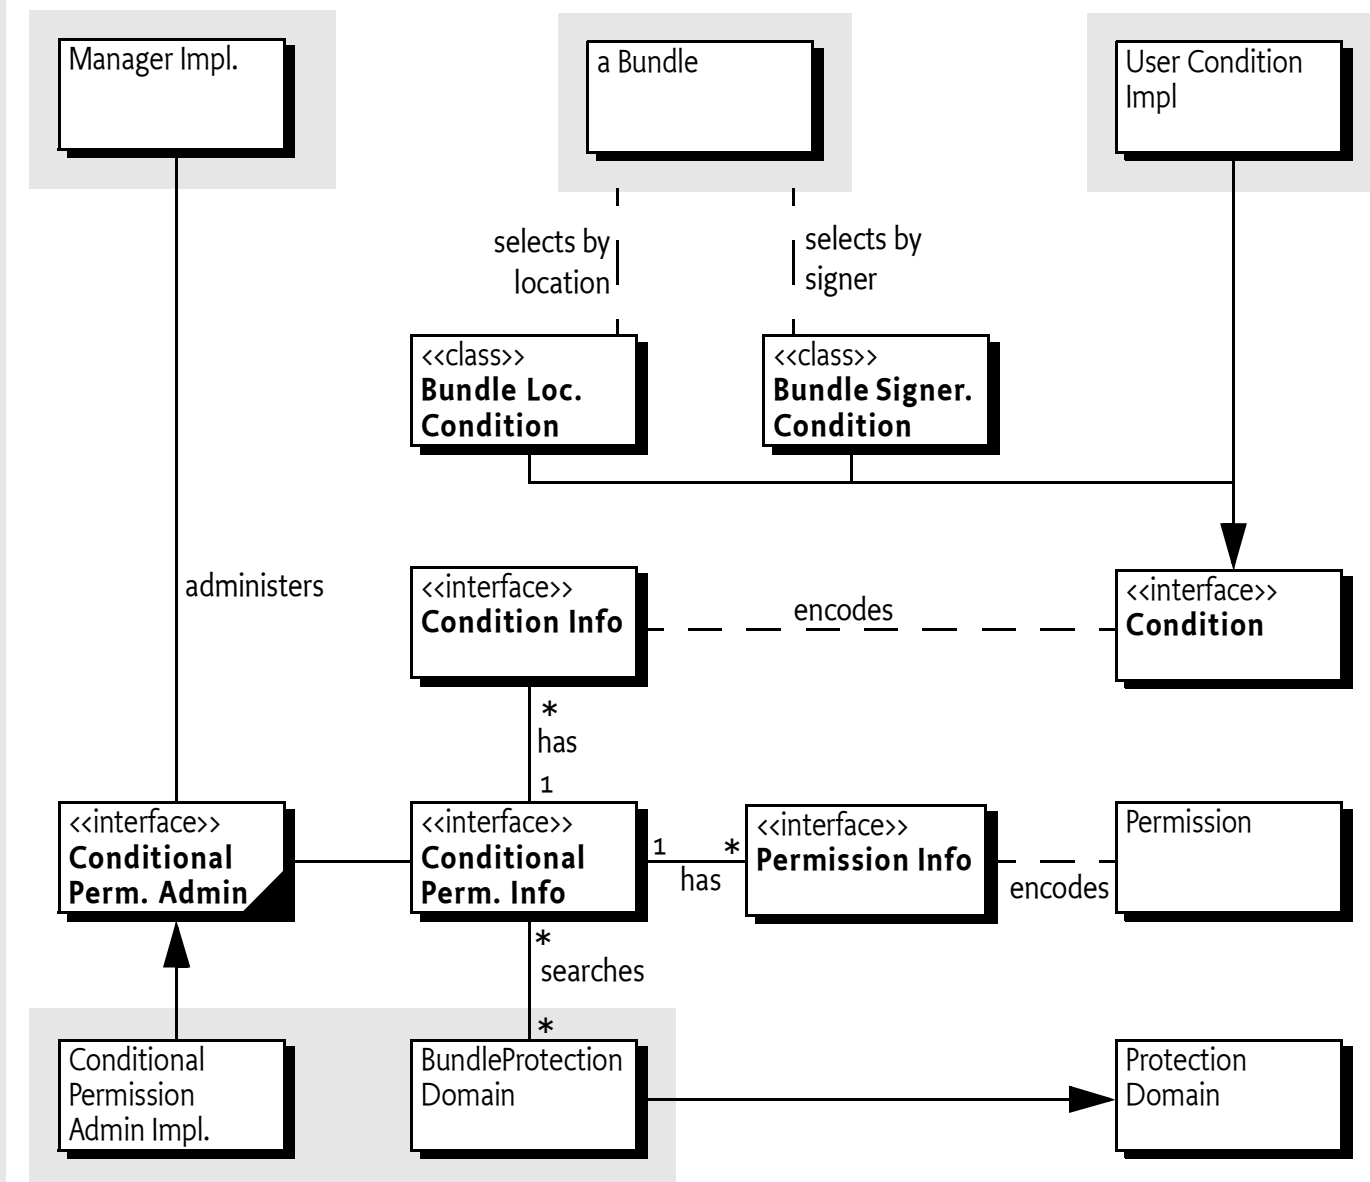 Manager Impl.
a Bundle
User Condition
Impl
selects by
location
selects by
signer
<<class>>
Bundle Loc.
Condition
<<class>>
Bundle Signer.
Condition
administers
<<interface>>
Condition Info
encodes
<<interface>>
Condition
*
has
1
<<interface>>
Conditional
Perm. Admin
<<interface>>
Conditional
Perm. Info
1
*
has
<<interface>>
Permission Info
encodes
Permission
*
searches
*
Conditional
Permission
Admin Impl.
BundleProtection
Domain
Protection
Domain